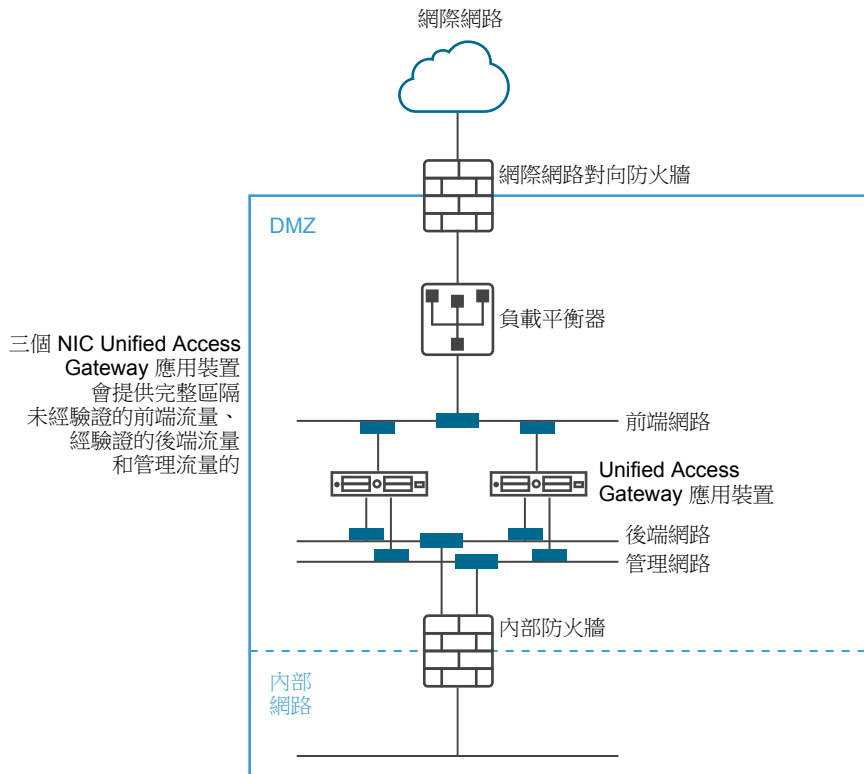 網際網路
網際網路對向防火牆
DMZ
負載平衡器
三個 NIC Unified Access
Gateway 應用裝置
會提供完整區隔
未經驗證的前端流量、
經驗證的後端流量
和管理流量的
前端網路
Unified Access
Gateway 應用裝置
後端網路
管理網路
內部防火牆
內部
網路